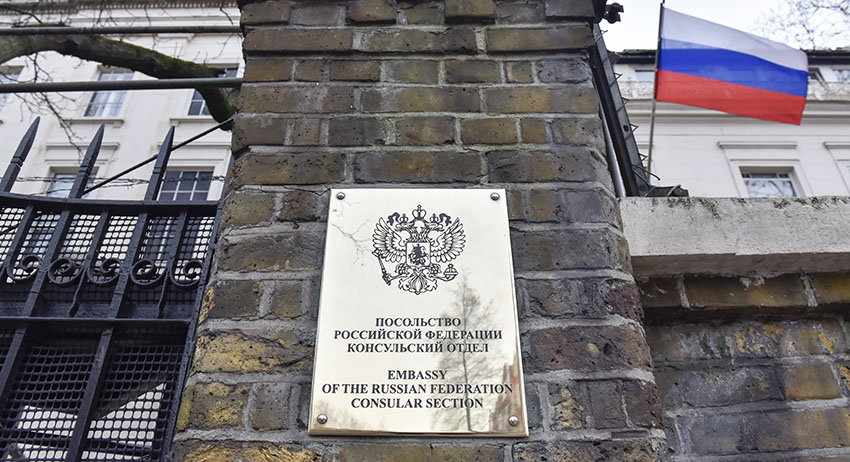 ПОСОЛЬСТВО
РОССИЙСКОЙ ФЕДЕРАЦИИ
КОНСУЛЬСКИЙ ОТДЕЛ
EMBASSY
OF THE RUSSIAN FEDERATION
CONSULAR SECTION